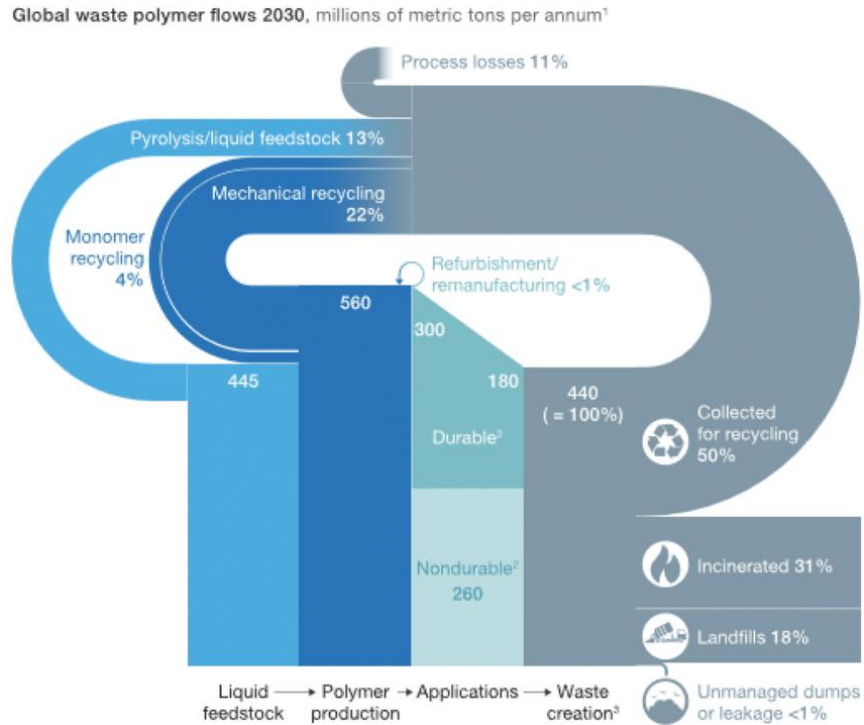 Global waste polymer flows 2030, millions of metric tons per annum¹
Process losses 11%
Pyrolysis/liquid feedstock 13%
Mechanical recycling
22%
Monomer
recycling
4%
Refurbishment/
remanufacturing <1%
560
300
445
180
440
( = 100%)
Durable²
Collected
for recycling
50%
Nondurable²
260
Incinerated 31%
Landfills 18%
Unmanaged dumps
or leakage <1%
Liquid
feedstock
Polymer
production
Applications
Waste
creation³